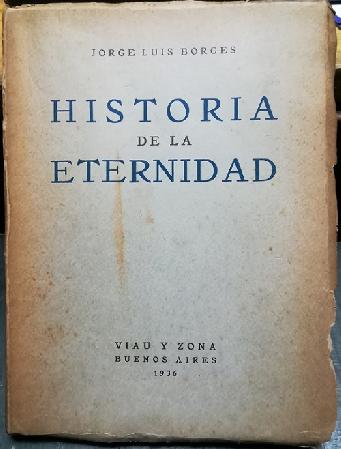 JORGE LUIS BORGES
HISTORIA
DE LA
ETERNIDAD
VIAU Y ZONA
BUENOS AIRES
1936